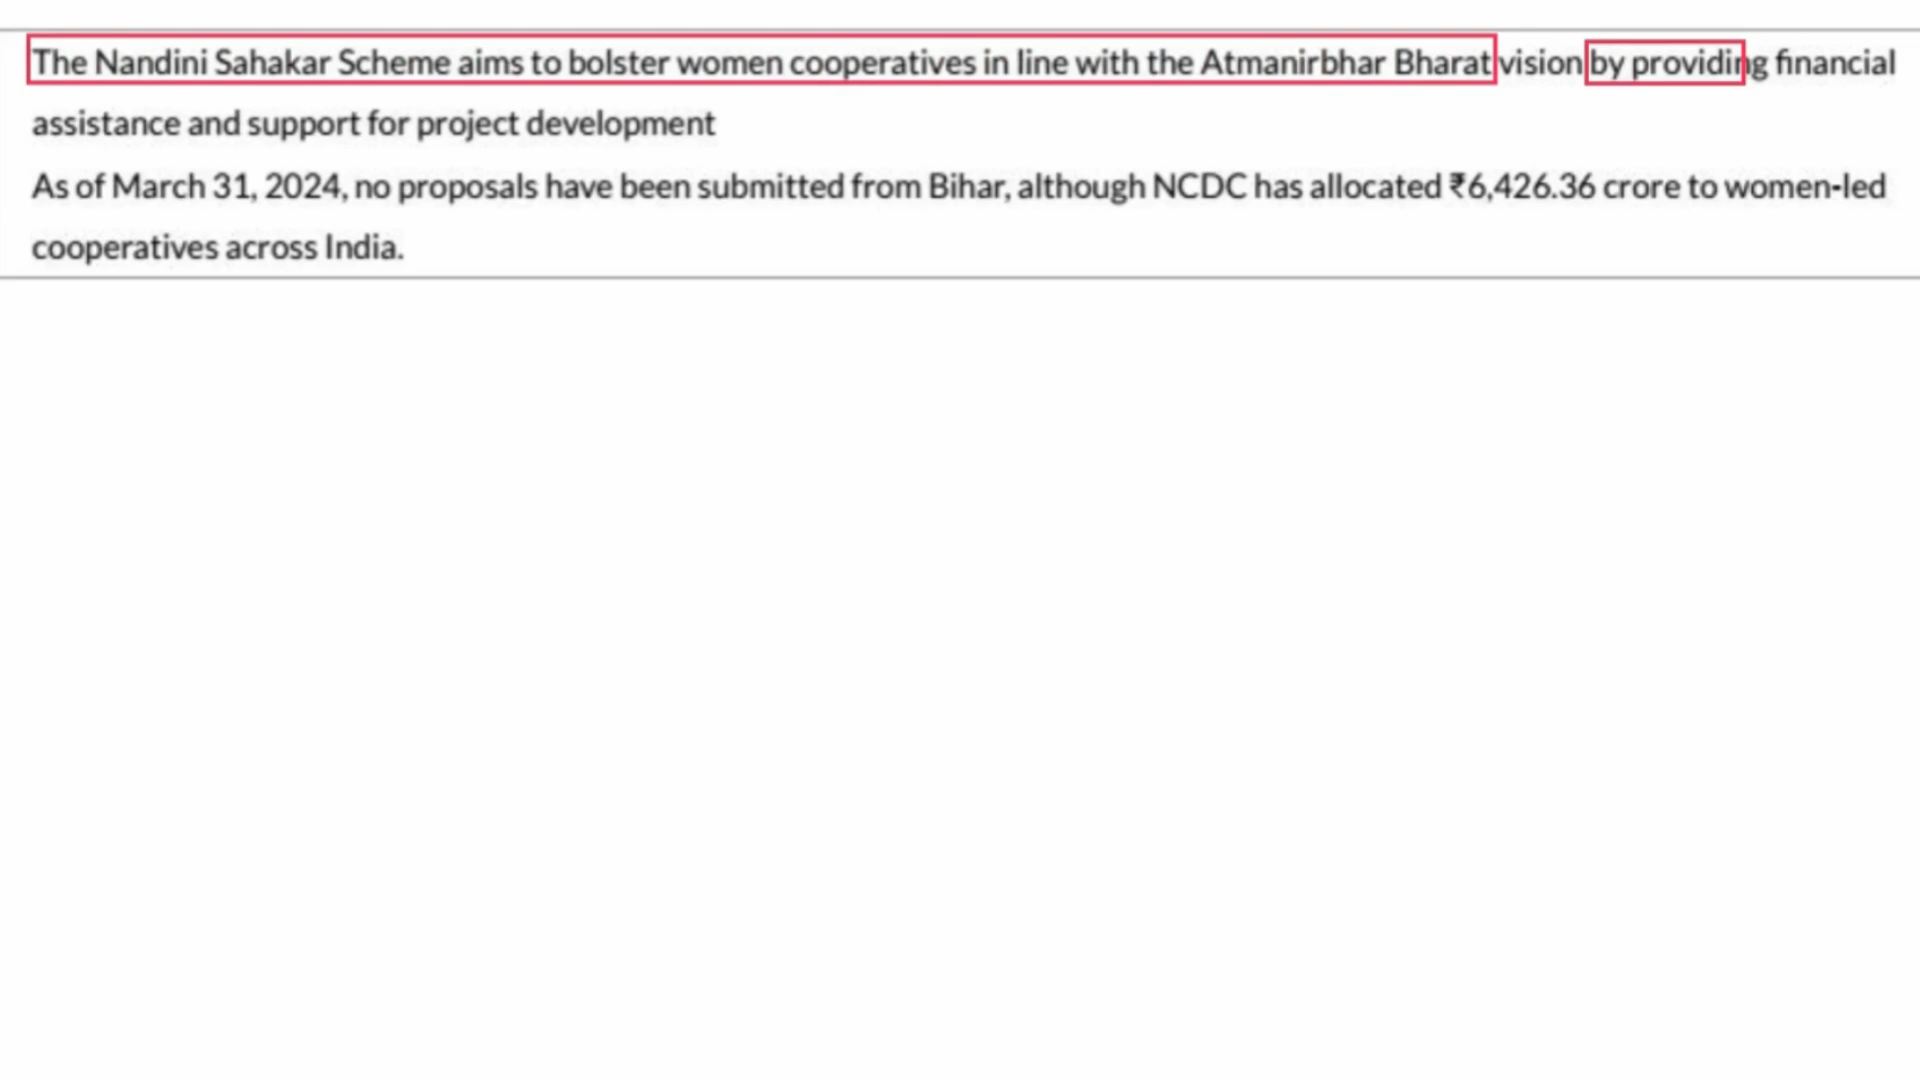 The Nandini Sahakar Scheme aims to bolster women cooperatives in line with the Atmanirbhar Bharat vision by providing financial
assistance and support for project development
As of March 31, 2024, no proposals have been submitted from Bihar, although NCDC has allocated ₹6,426.36 crore to women-led
cooperatives across India.